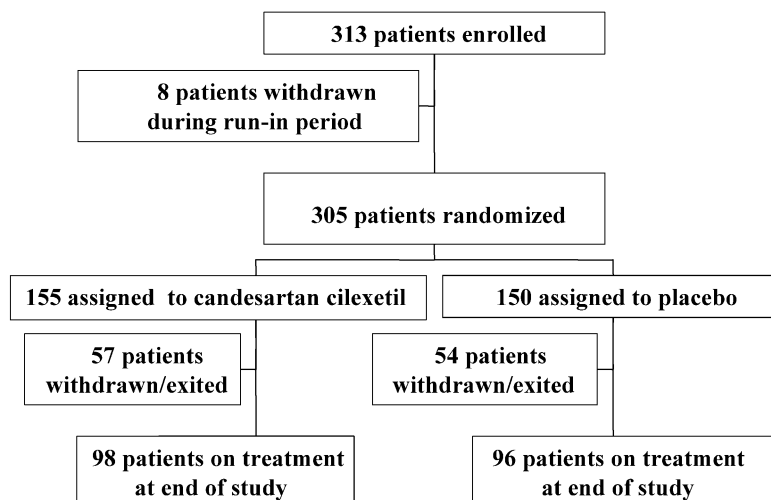 313 patients enrolled
8 patients withdrawn
during run-in period
305 patients randomized
155 assigned to candesartan cilexetil
150 assigned to placebo
57 patients
withdrawn/exited
54 patients
withdrawn/exited
98 patients on treatment
at end of study
96 patients on treatment
at end of study